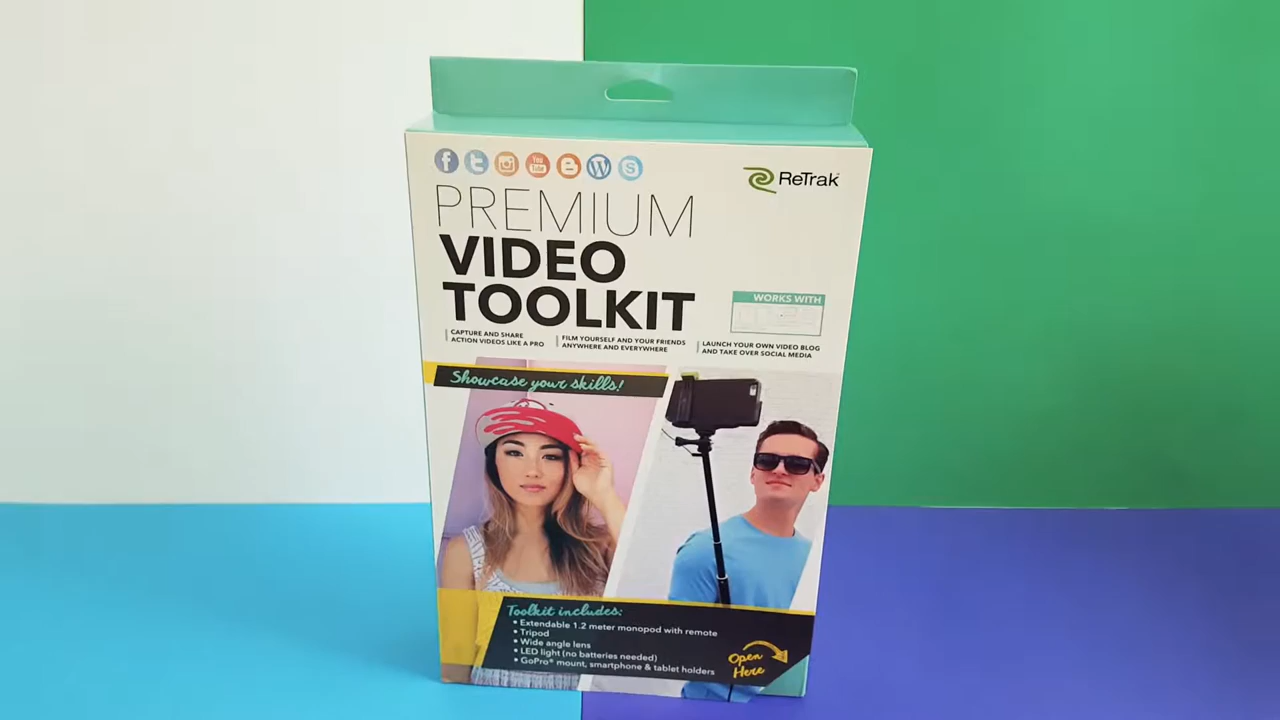 f t You Tube B W S
ReTrak
PREMIUM
VIDEO
TOOLKIT
WORKS WITH
CAPTURE AND SHARE
ACTION VIDEOS LIKE A PRO
FILM YOURSELF AND YOUR FRIENDS
ANYWHERE AND EVERYWHERE
LAUNCH YOUR OWN VIDEO BLOG
AND TAKE OVER SOCIAL MEDIA
Showcase your skills!
Toolkit includes:
• Extendable 1.2 meter monopod with remote
• Tripod
• Wide angle lens
• LED light (no batteries needed)
• GoPro® mount, smartphone & tablet holders
Open
Here